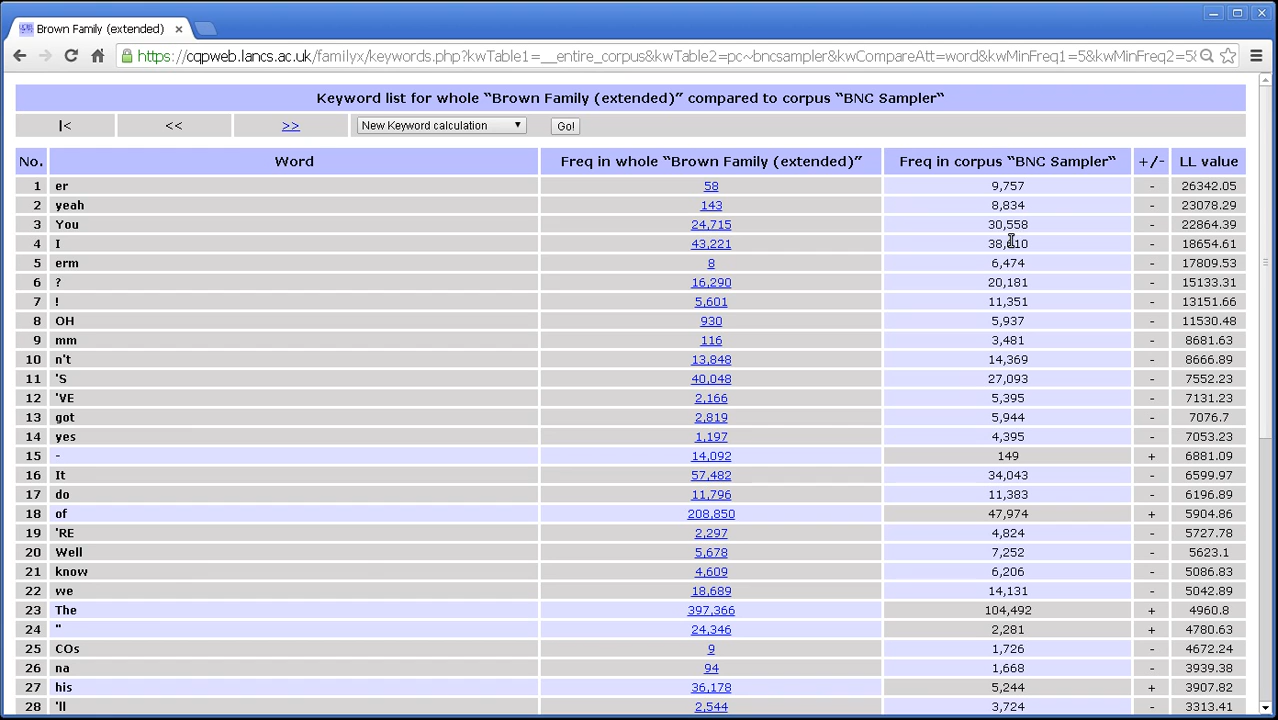 Brown Family (extended)
https://cqpweb.lancs.ac.uk/familyx/keywords.php?kwTable1=__entire_corpus&kwTable2=pc~bncsampler&kwCompareAtt=word&kwMinFreq1=5&kwMinFreq2=5&
Keyword list for whole "Brown Family (extended)" compared to corpus "BNC Sampler"
|< << >> New Keyword calculation Go!
No. Word Freq in whole "Brown Family (extended)" Freq in corpus "BNC Sampler" +/- LL value
1 er 58 9,757 - 26342.05
2 yeah 143 8,834 - 23078.29
3 You 24,715 30,558 - 22864.39
4 I 43,221 - 18654.61
5 erm 8 6,474 - 17809.53
6 ? 16,290 20,181 - 15133.31
7 ! 5,601 11,351 - 13151.66
8 OH 930 5,937 - 11530.48
9 mm 116 3,481 - 8681.63
10 n't 13,848 14,369 - 8666.89
11 'S 40,048 27,093 - 7552.23
12 'VE 2,166 5,395 - 7131.23
13 got 2,819 5,944 - 7076.7
14 yes 1,197 4,395 - 7053.23
15 - 14,092 149 + 6881.09
16 It 57,482 34,043 - 6599.97
17 do 11,796 11,383 - 6196.89
18 of 208,850 47,974 + 5904.86
19 'RE 2,297 4,824 - 5727.78
20 Well 5,678 7,252 - 5623.1
21 know 4,609 6,206 - 5086.83
22 we 18,689 14,131 - 5042.89
23 The 397,366 104,492 + 4960.8
24 " 24,346 2,281 + 4780.63
25 COs 9 1,726 - 4672.24
26 na 94 1,668 - 3939.38
27 his 36,178 5,244 + 3907.82
28 'll 2,544 3,724 - 3313.41